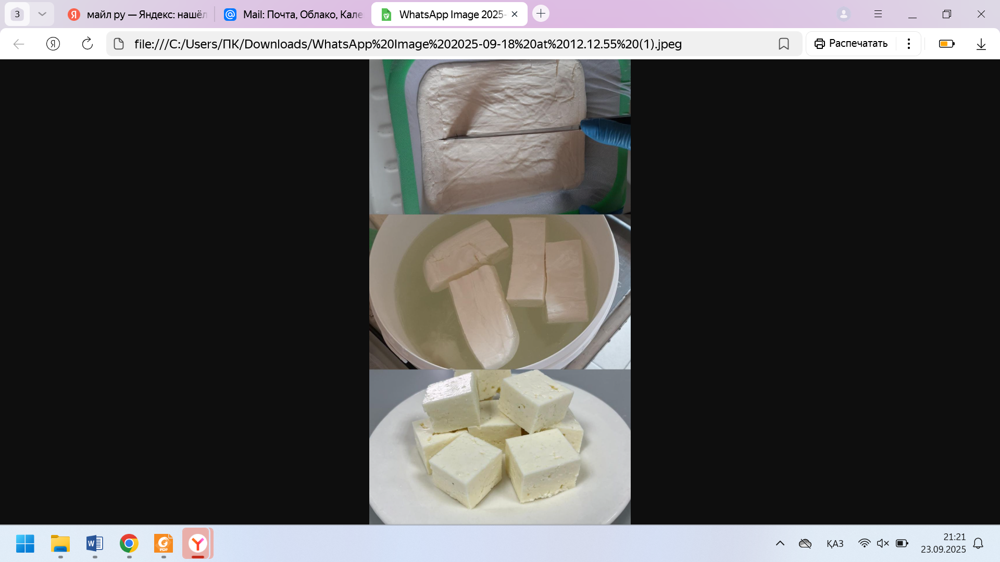 3
майл ру — Яндекс: нашёл
Mail: Почта, Облако, Кале
WhatsApp Image 2025-
file:///C:/Users/ПК/Downloads/WhatsApp%20Image%202025-09-18%20at%2012.12.55%20(1).jpeg
Распечатать
ҚАЗ
21:21
23.09.2025